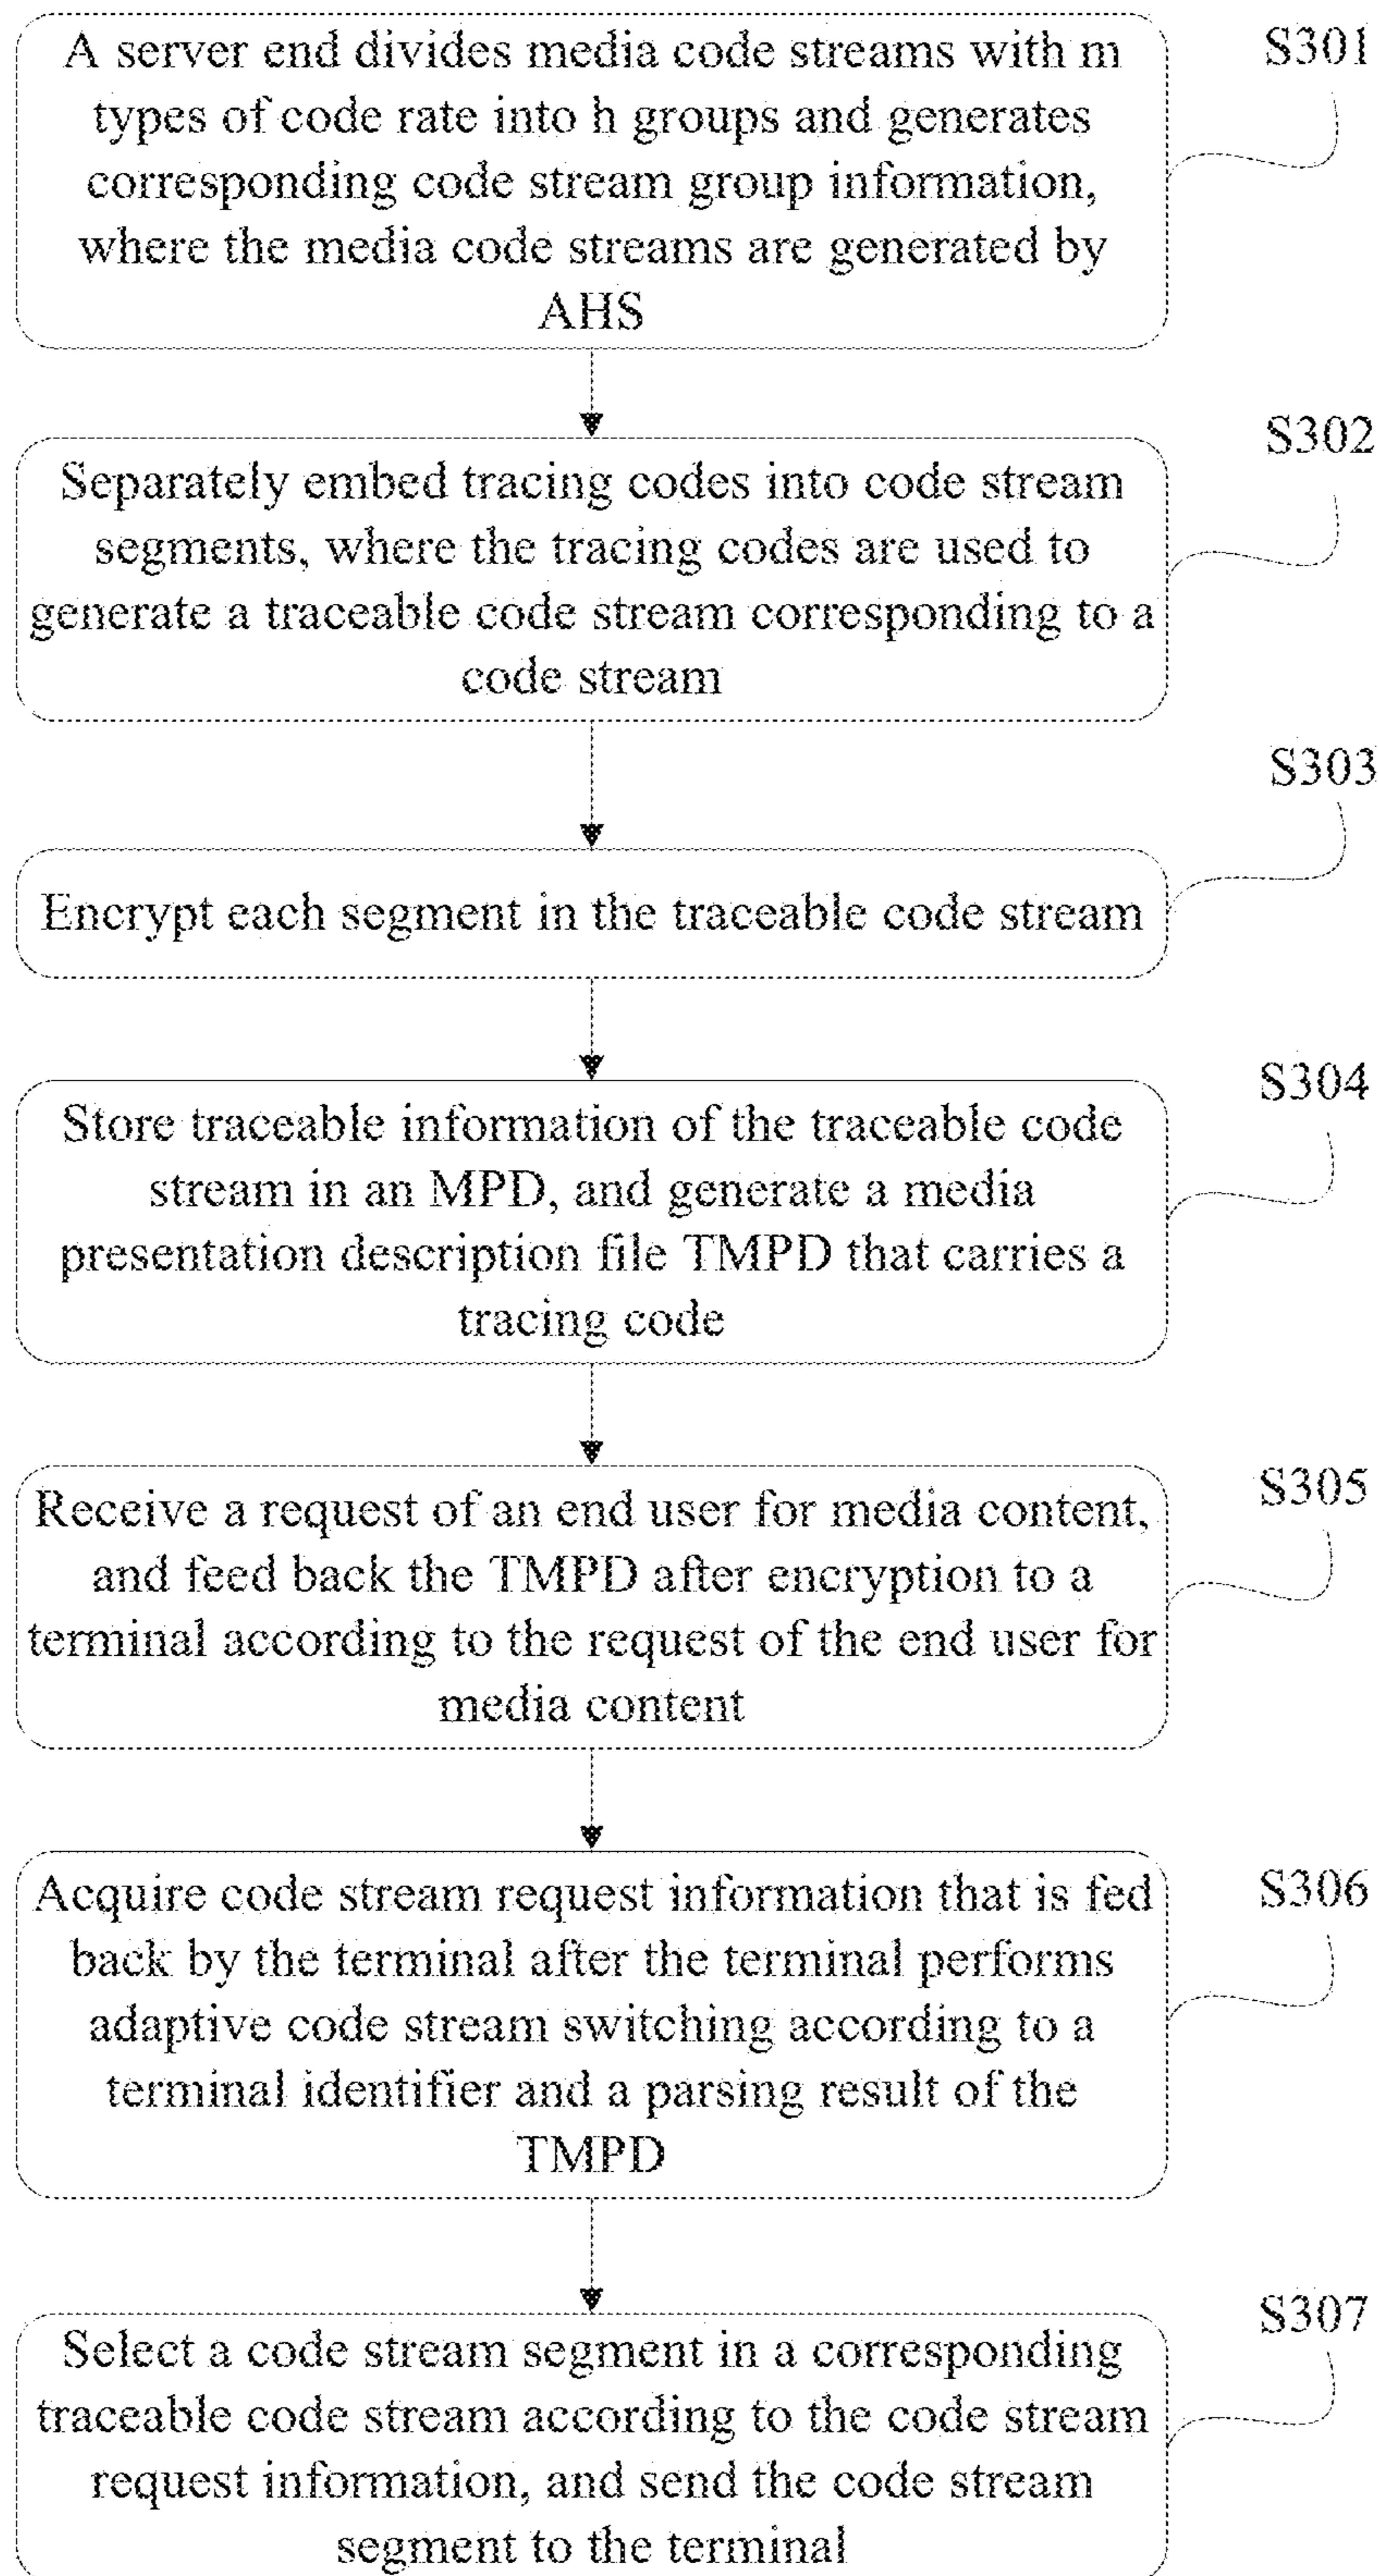 A server end divides media code streams with m
types of code rate into h groups and generates
corresponding code stream group information,
where the media code streams are generated by
AHS
S301
Separately embed tracing codes into code stream
segments, where the tracing codes are used to
generate a traceable code stream corresponding to a
code stream
S302
Encrypt each segment in the traceable code stream
S303
Store traceable information of the traceable code
stream in an MPD, and generate a media
presentation description file TMPD that carries a
tracing code
S304
Receive a request of an end user for media content,
and feed back the TMPD after encryption to a
terminal according to the request of the end user for
media content
S305
Acquire code stream request information that is fed
back by the terminal after the terminal performs
adaptive code stream switching according to a
terminal identifier and a parsing result of the
TMPD
S306
Select a code stream segment in a corresponding
traceable code stream according to the code stream
request information, and send the code stream
segment to the terminal
S307